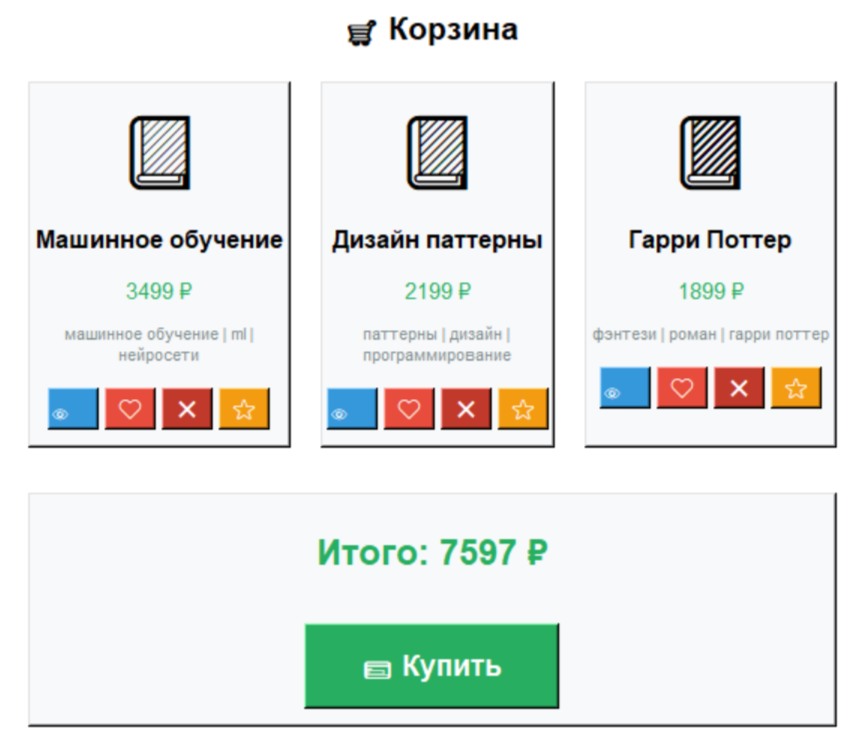 Корзина
Машинное обучение
3499 ₽
машинное обучение | ml |
нейросети
Дизайн паттерны
2199 ₽
паттерны | дизайн |
программирование
Гарри Поттер
1899 ₽
фэнтези | роман | гарри поттер
Итого: 7597 ₽
Купить